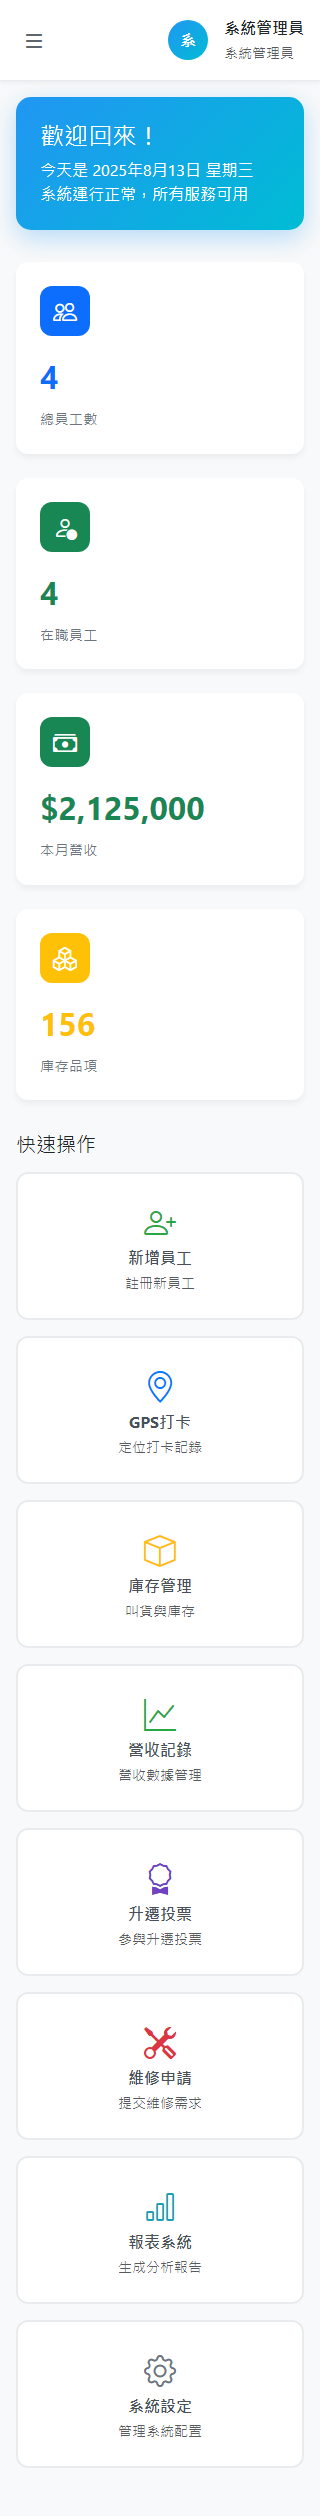 系
系統管理員
系統管理員
歡迎回來！
今天是 2025年8月13日 星期三
系統運行正常，所有服務可用
4
總員工數
4
在職員工
$2,125,000
本月營收
156
庫存品項
快速操作
新增員工
註冊新員工
GPS打卡
定位打卡記錄
庫存管理
叫貨與庫存
營收記錄
營收數據管理
升遷投票
參與升遷投票
維修申請
提交維修需求
報表系統
生成分析報告
系統設定
管理系統配置